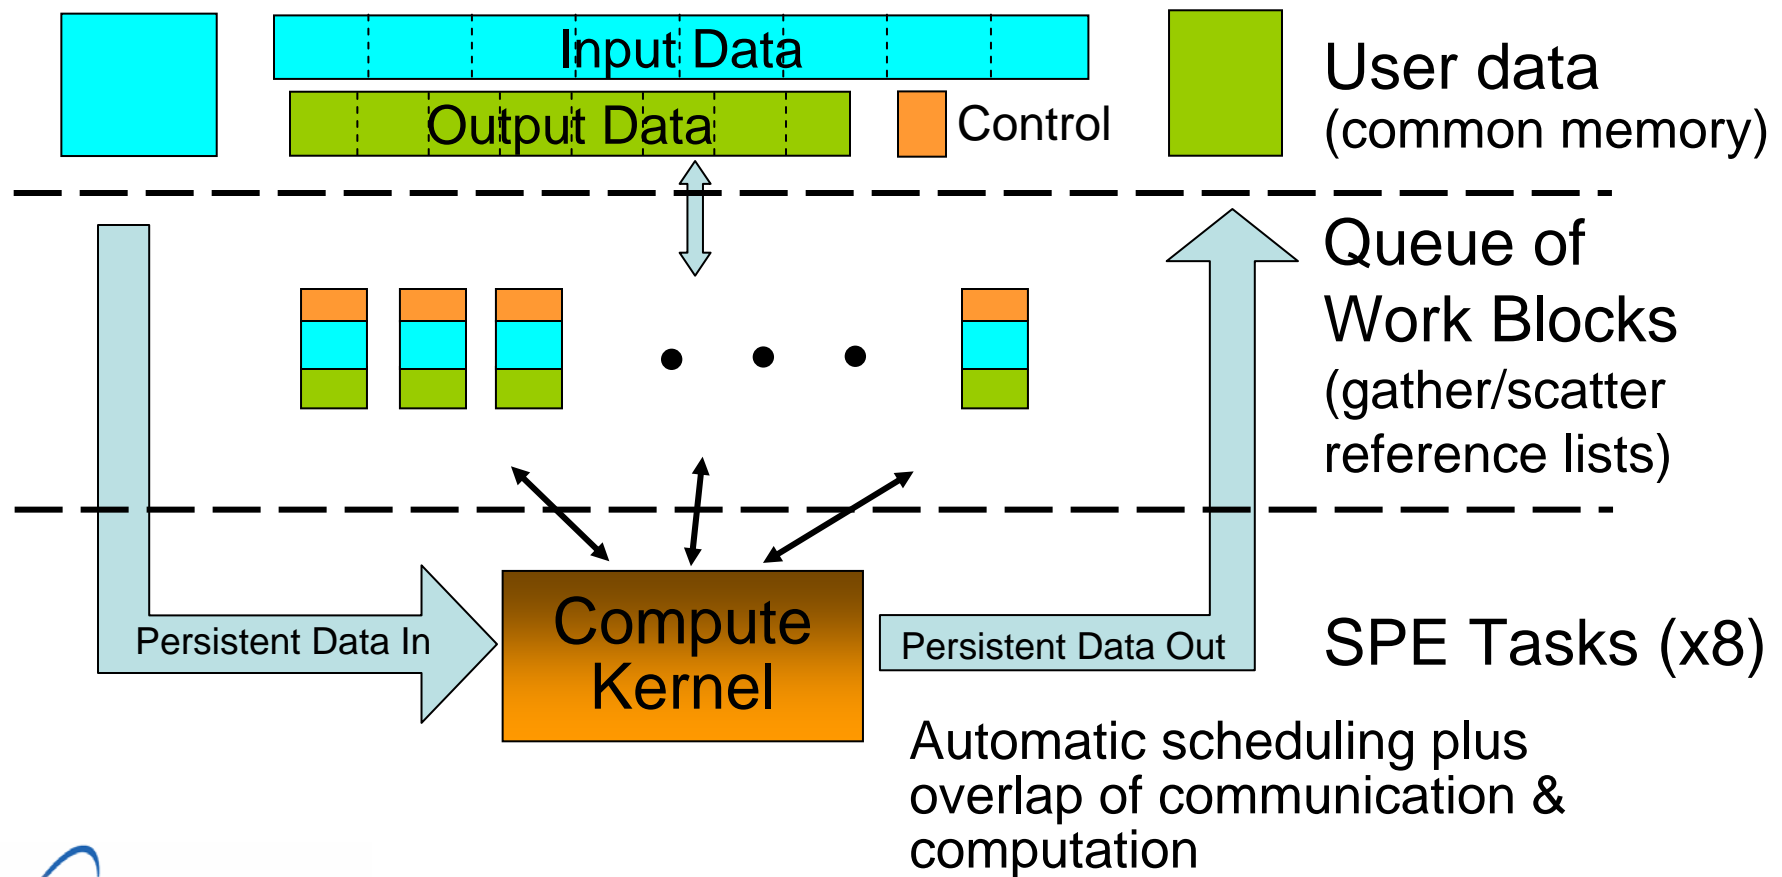 Input Data
Output Data
Control
User data
(common memory)
Queue of
Work Blocks
(gather/scatter
reference lists)
Persistent Data In
Compute
Kernel
Persistent Data Out
SPE Tasks (x8)
Automatic scheduling plus
overlap of communication &
computation